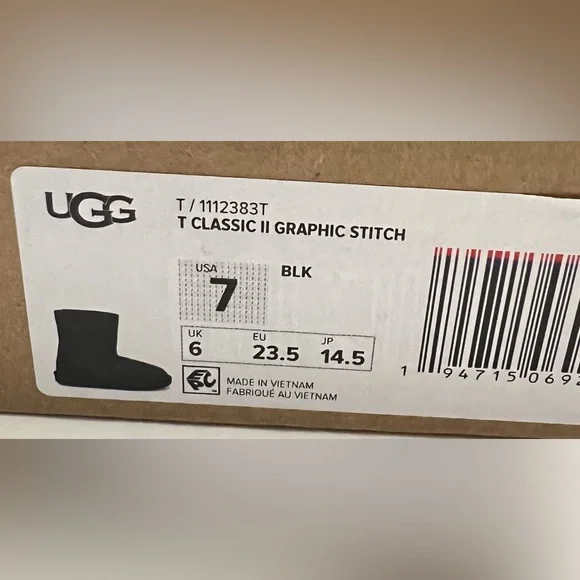 UGG
T / 1112383T
T CLASSIC II GRAPHIC STITCH
USA
7
BLK
UK EU JP
6 23.5 14.5
MADE IN VIETNAM
FABRIQUÉ AU VIETNAM
1 94715 069